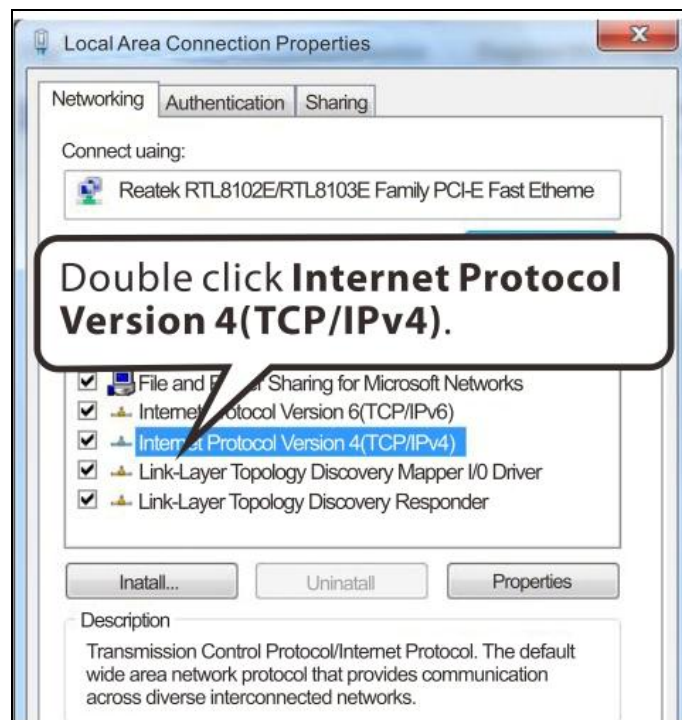 Local Area Connection Properties
Networking Authentication Sharing
Connect uaing:
Reatek RTL8102E/RTL8103E Family PCI-E Fast Etheme
Double click Internet Protocol
Version 4(TCP/IPv4).
File and Sharing for Microsoft Networks
Internet Protocol Version 6(TCP/IPv6)
Internet Protocol Version 4(TCP/IPv4)
Link-Layer Topology Discovery Mapper I/0 Driver
Link-Layer Topology Discovery Responder
Inatall... Uninatall Properties
Description
Transmission Control Protocol/Internet Protocol. The default
wide area network protocol that provides communication
across diverse interconnected networks.